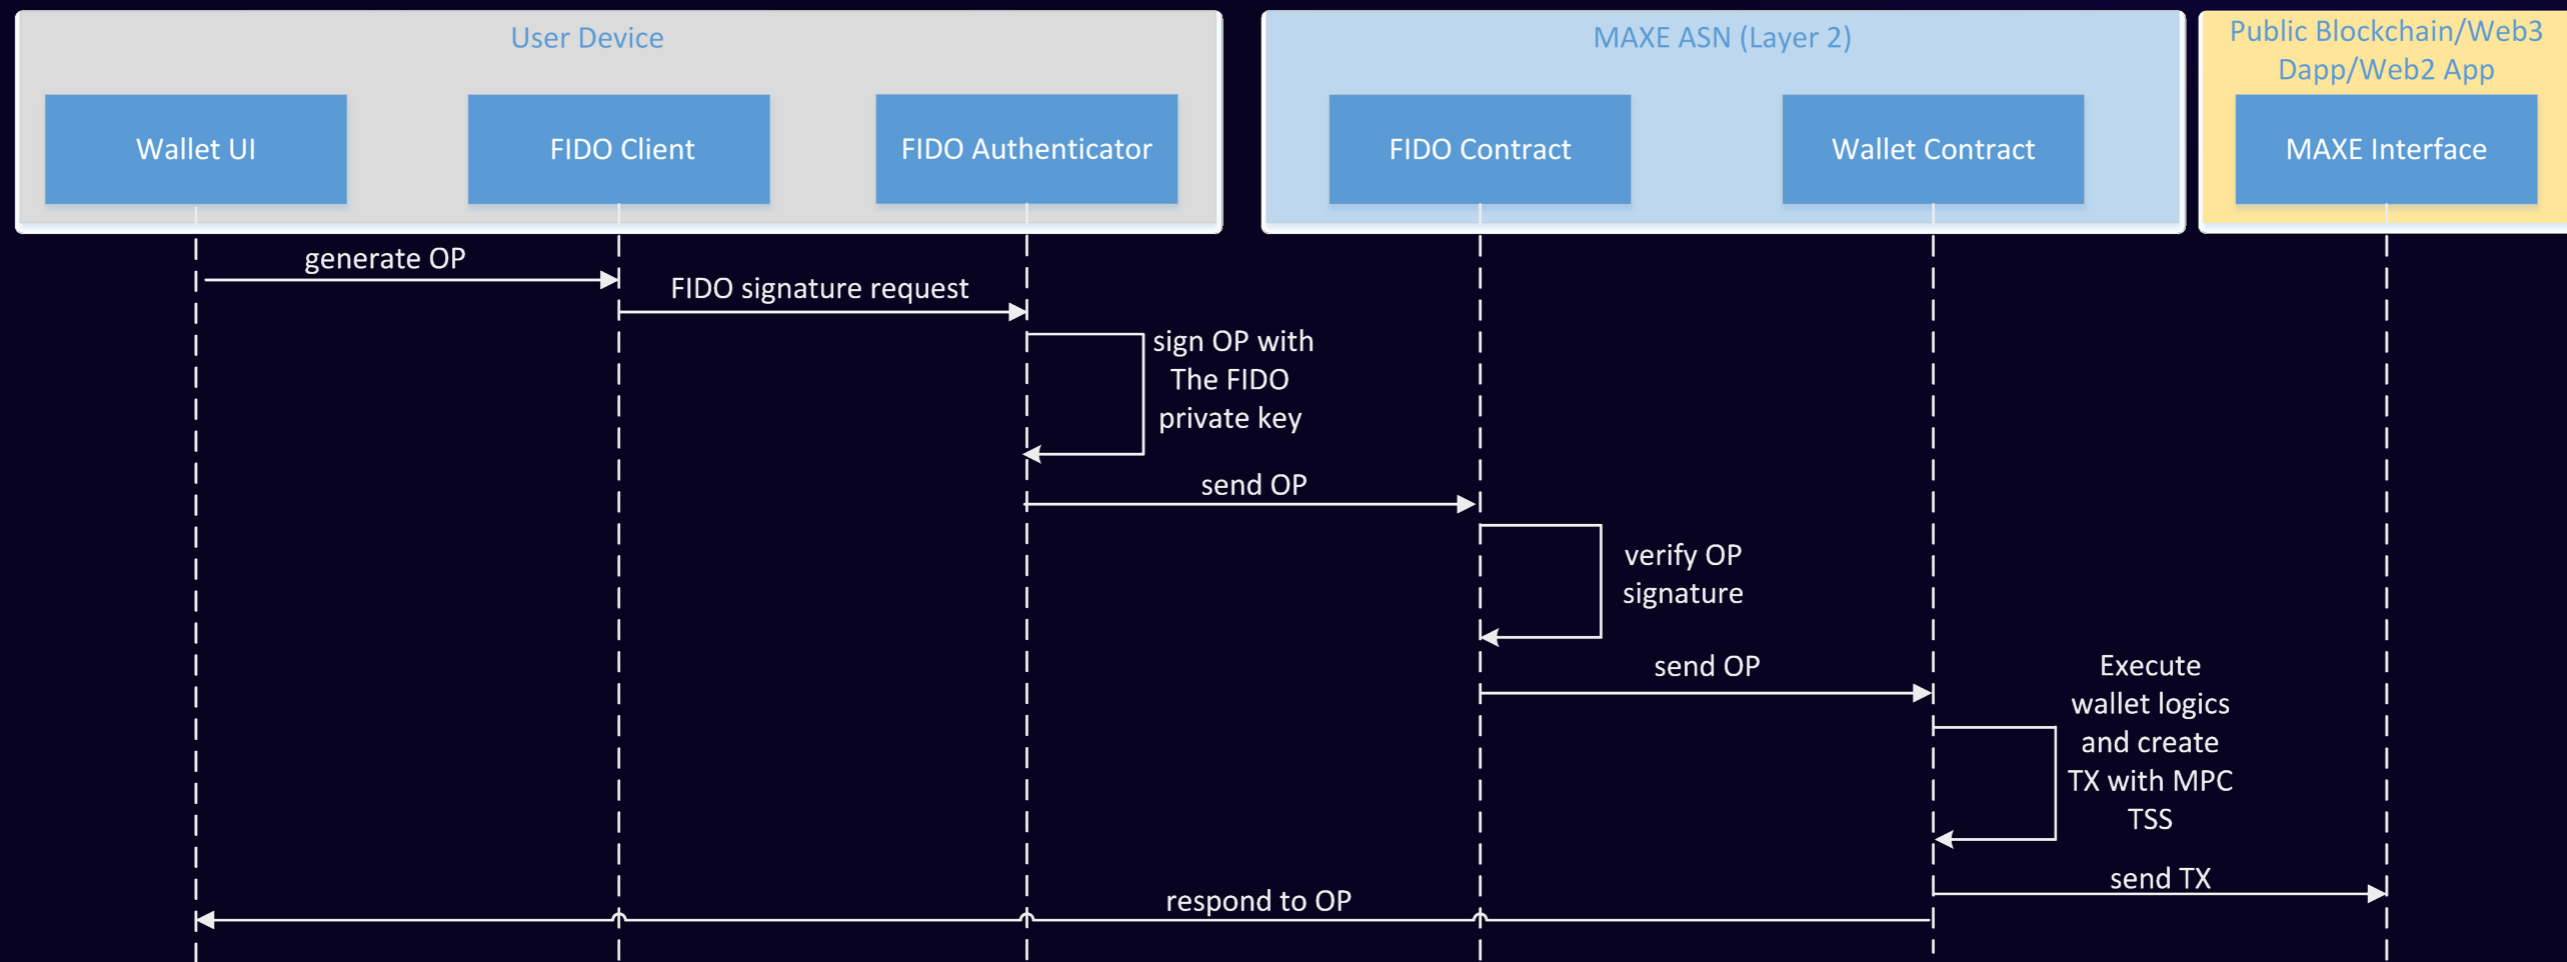 User Device
MAXE ASN (Layer 2)
Public Blockchain/Web3
Dapp/Web2 App
Wallet UI
FIDO Client
FIDO Authenticator
FIDO Contract
Wallet Contract
MAXE Interface
generate OP
FIDO signature request
sign OP with
The FIDO
private key
send OP
verify OP
signature
send OP
Execute
wallet logics
and create
TX with MPC
TSS
send TX
respond to OP